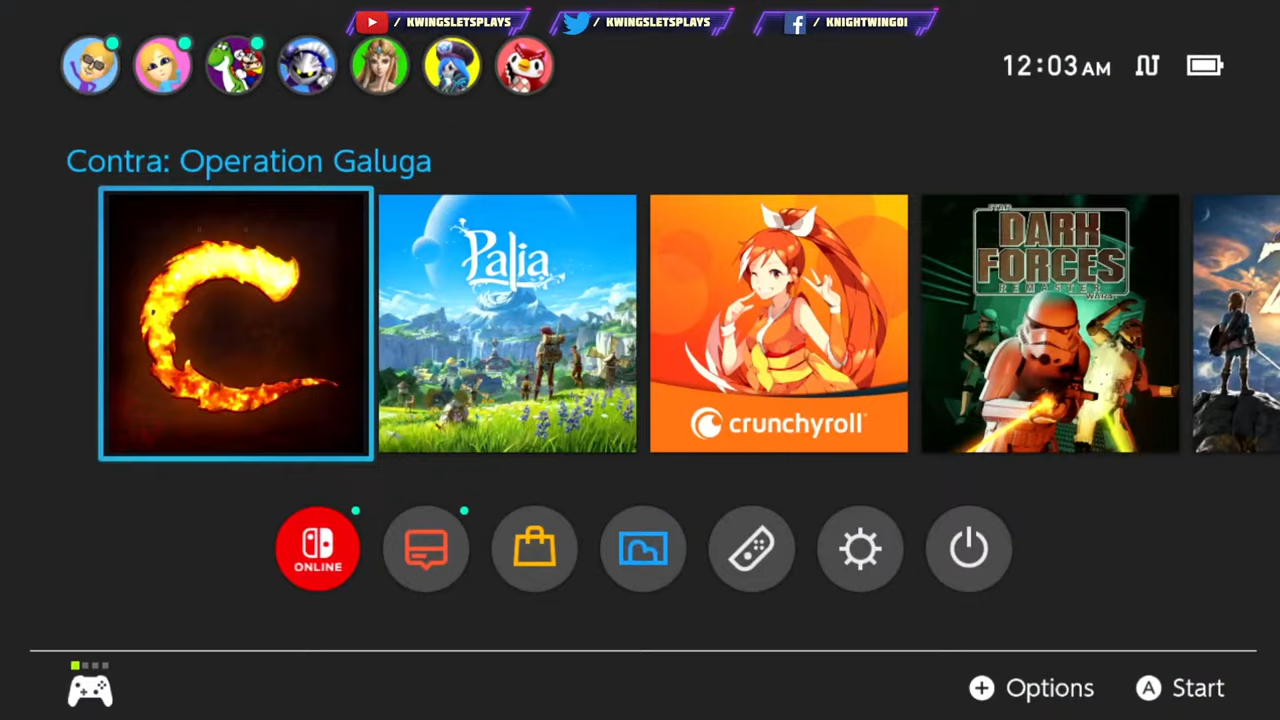 / KWINGSLETSPLAYS
/ KWINGSLETSPLAYS
/ KNIGHTWING01
12:03 AM
Contra: Operation Galuga
Palia
crunchyroll
STAR
DARK
FORCES
REMASTER
WARS
ONLINE
+ Options
A Start